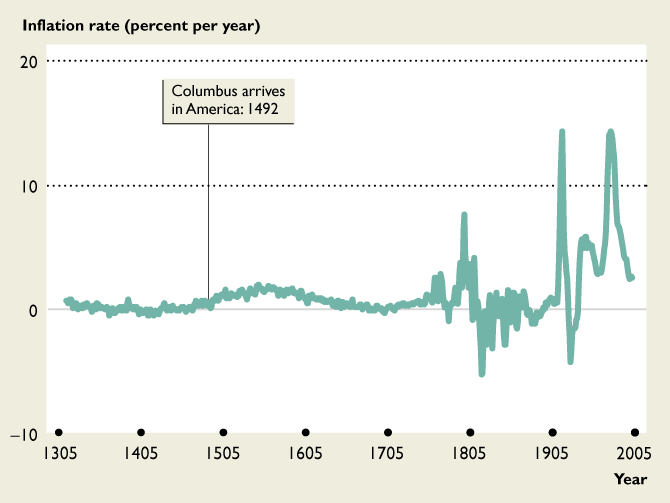 Inflation rate (percent per year)
20
Columbus arrives
in America: 1492
10
0
−10
1305 1405 1505 1605 1705 1805 1905 2005
Year